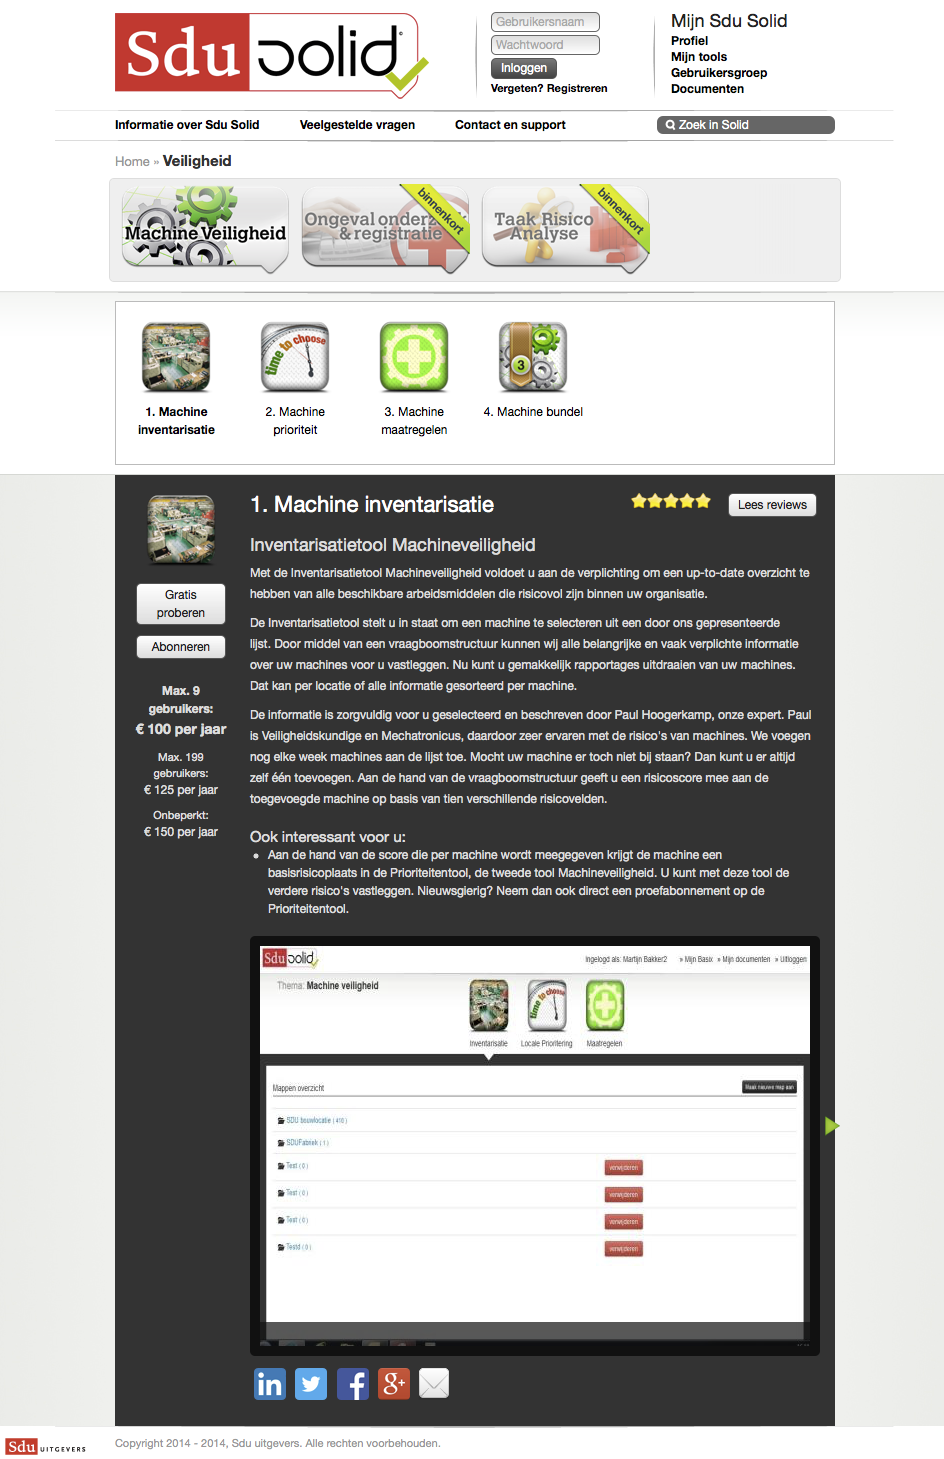 Sdu solid
Gebruikersnaam
Wachtwoord
Inloggen
Vergeten? Registreren
Mijn Sdu Solid
Profiel
Mijn tools
Gebruikersgroep
Documenten
Informatie over Sdu Solid
Veelgestelde vragen
Contact en support
Zoek in Solid
Home » Veiligheid
Machine Veiligheid
Ongeval onderz
& registratie
binnenkort
Taak Risico
Analyse
binnenkort
time to choose
3
1. Machine
inventarisatie
2. Machine
prioriteit
3. Machine
maatregelen
4. Machine bundel
1. Machine inventarisatie
Lees reviews
Gratis
proberen
Abonneren
Max. 9
gebruikers:
€ 100 per jaar
Max. 199
gebruikers:
€ 125 per jaar
Onbeperkt:
€ 150 per jaar
Inventarisatietool Machineveiligheid
Met de Inventarisatietool Machineveiligheid voldoet u aan de verplichting om een up-to-date overzicht te
hebben van alle beschikbare arbeidsmiddelen die risicovol zijn binnen uw organisatie.
De Inventarisatietool stelt u in staat om een machine te selecteren uit een door ons gepresenteerde
lijst. Door middel van een vraagboomstructuur kunnen wij alle belangrijke en vaak verplichte informatie
over uw machines voor u vastleggen. Nu kunt u gemakkelijk rapportages uitdraaien van uw machines.
Dat kan per locatie of alle informatie gesorteerd per machine.
De informatie is zorgvuldig voor u geselecteerd en beschreven door Paul Hoogerkamp, onze expert. Paul
is Veiligheidskundige en Mechatronicus, daardoor zeer ervaren met de risico's van machines. We voegen
nog elke week machines aan de lijst toe. Mocht uw machine er toch niet bij staan? Dan kunt u er altijd
zelf één toevoegen. Aan de hand van de vraagboomstructuur geeft u een risicoscore mee aan de
toegevoegde machine op basis van tien verschillende risicovelden.
Ook interessant voor u:
• Aan de hand van de score die per machine wordt meegegeven krijgt de machine een
basisrisicoplaats in de Prioriteitentool, de tweede tool Machineveiligheid. U kunt met deze tool de
verdere risico's vastleggen. Nieuwsgierig? Neem dan ook direct een proefabonnement op de
Prioriteitentool.
Sdu solid
Ingelogd als: Martijn Bakker2 » Mijn Basix » Mijn documenten » Uitloggen
Thema: Machine veiligheid
time to choose
Inventarisatie
Locale Prioritering
Maatregelen
Mappen overzicht
Maak nieuwe map aan
SDU bouwlocatie ( 416 )
SDUFabriek ( 1 )
Test ( 0 )
verwijderen
Test ( 0 )
verwijderen
Test ( 0 )
verwijderen
Testd ( 0 )
verwijderen
in
f
g+
Sdu UITGEVERS
Copyright 2014 - 2014, Sdu uitgevers. Alle rechten voorbehouden.